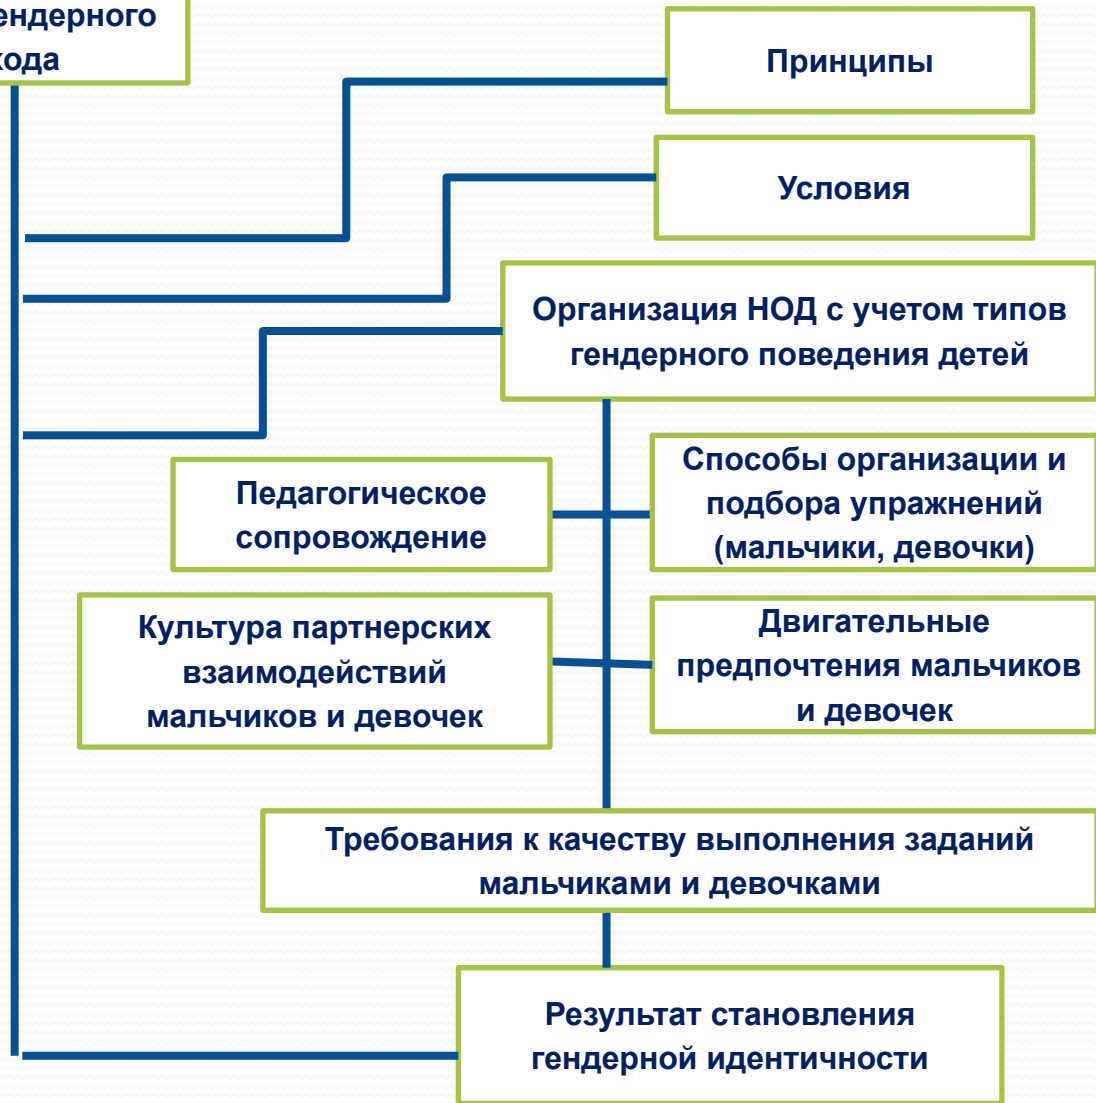 ендерного
Принципы
Условия
Организация НОД с учетом типов
гендерного поведения детей
Педагогическое
сопровождение
Способы организации и
подбора упражнений
(мальчики, девочки)
Культура партнерских
взаимодействий
мальчиков и девочек
Двигательные
предпочтения мальчиков
и девочек
Требования к качеству выполнения заданий
мальчиками и девочками
Результат становления
гендерной идентичности